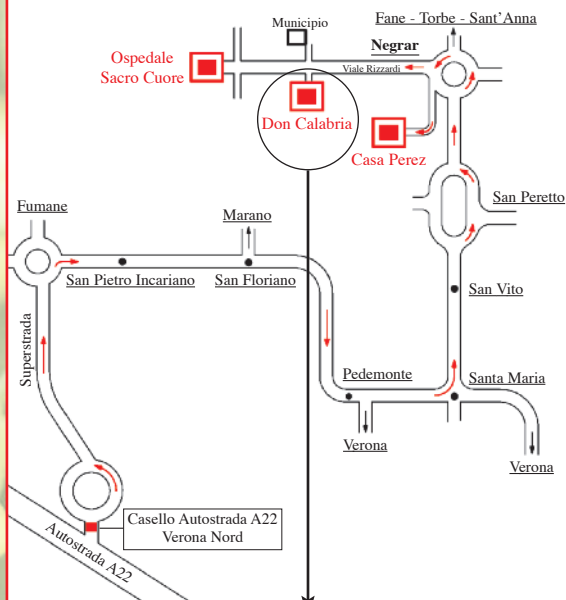 Municipio
Fane - Torbe - Sant’Anna
Negrar
Ospedale
Sacro Cuore
Viale Rizzardi
Don Calabria
Casa Perez
San Peretto
Fumane
Marano
San Pietro Incariano
San Floriano
San Vito
Superstrada
Pedemonte
Santa Maria
Verona
Verona
Casello Autostrada A22
Verona Nord
Autostrada A22